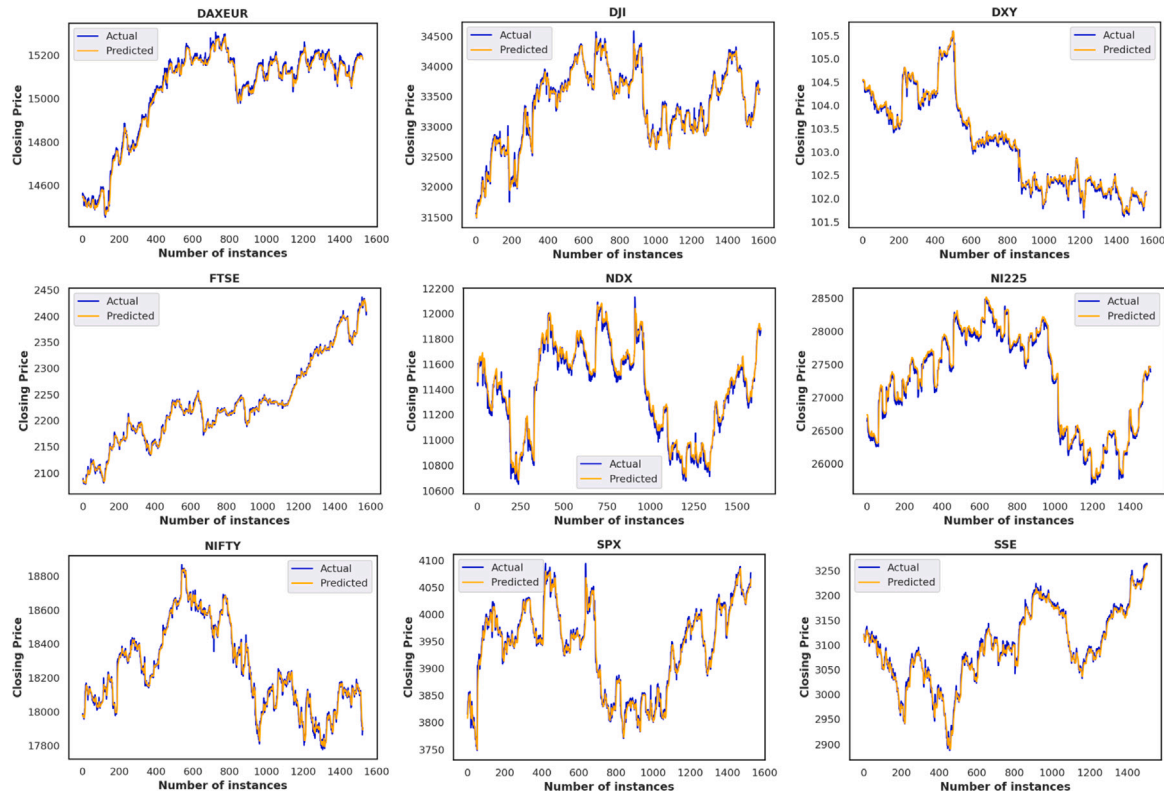 DAXEUR
Actual
Predicted
Closing Price
15200
15000
14800
14600
0 200 400 600 800 1000 1200 1400 1600
Number of instances
DJI
Actual
Predicted
Closing Price
34500
34000
33500
33000
32500
32000
31500
0 200 400 600 800 1000 1200 1400 1600
Number of instances
DXY
Actual
Predicted
Closing Price
105.5
105.0
104.5
104.0
103.5
103.0
102.5
102.0
101.5
0 200 400 600 800 1000 1200 1400 1600
Number of instances
FTSE
Actual
Predicted
Closing Price
2450
2400
2350
2300
2250
2200
2150
2100
0 200 400 600 800 1000 1200 1400 1600
Number of instances
NDX
Actual
Predicted
Closing Price
12200
12000
11800
11600
11400
11200
11000
10800
10600
0 250 500 750 1000 1250 1500
Number of instances
NI225
Actual
Predicted
Closing Price
28500
28000
27500
27000
26500
26000
0 200 400 600 800 1000 1200 1400
Number of instances
NIFTY
Actual
Predicted
Closing Price
18800
18600
18400
18200
18000
17800
0 200 400 600 800 1000 1200 1400 1600
Number of instances
SPX
Actual
Predicted
Closing Price
4100
4050
4000
3950
3900
3850
3800
3750
0 200 400 600 800 1000 1200 1400 1600
Number of instances
SSE
Actual
Predicted
Closing Price
3250
3200
3150
3100
3050
3000
2950
2900
0 200 400 600 800 1000 1200 1400
Number of instances